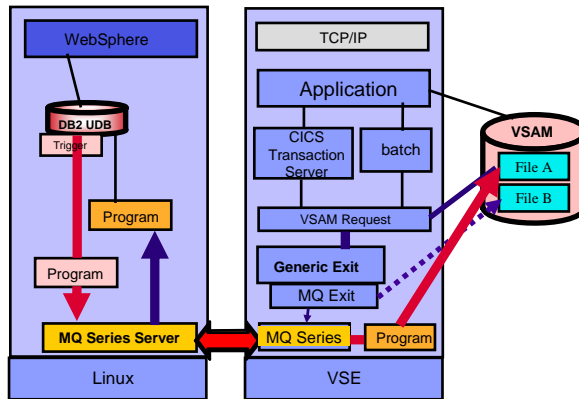 WebSphere
DB2 UDB
Trigger
Program
Program
MQ Series Server
Linux
TCP/IP
Application
CICS
Transaction
Server
batch
VSAM Request
Generic Exit
MQ Exit
MQ Series
Program
VSE
VSAM
File A
File B